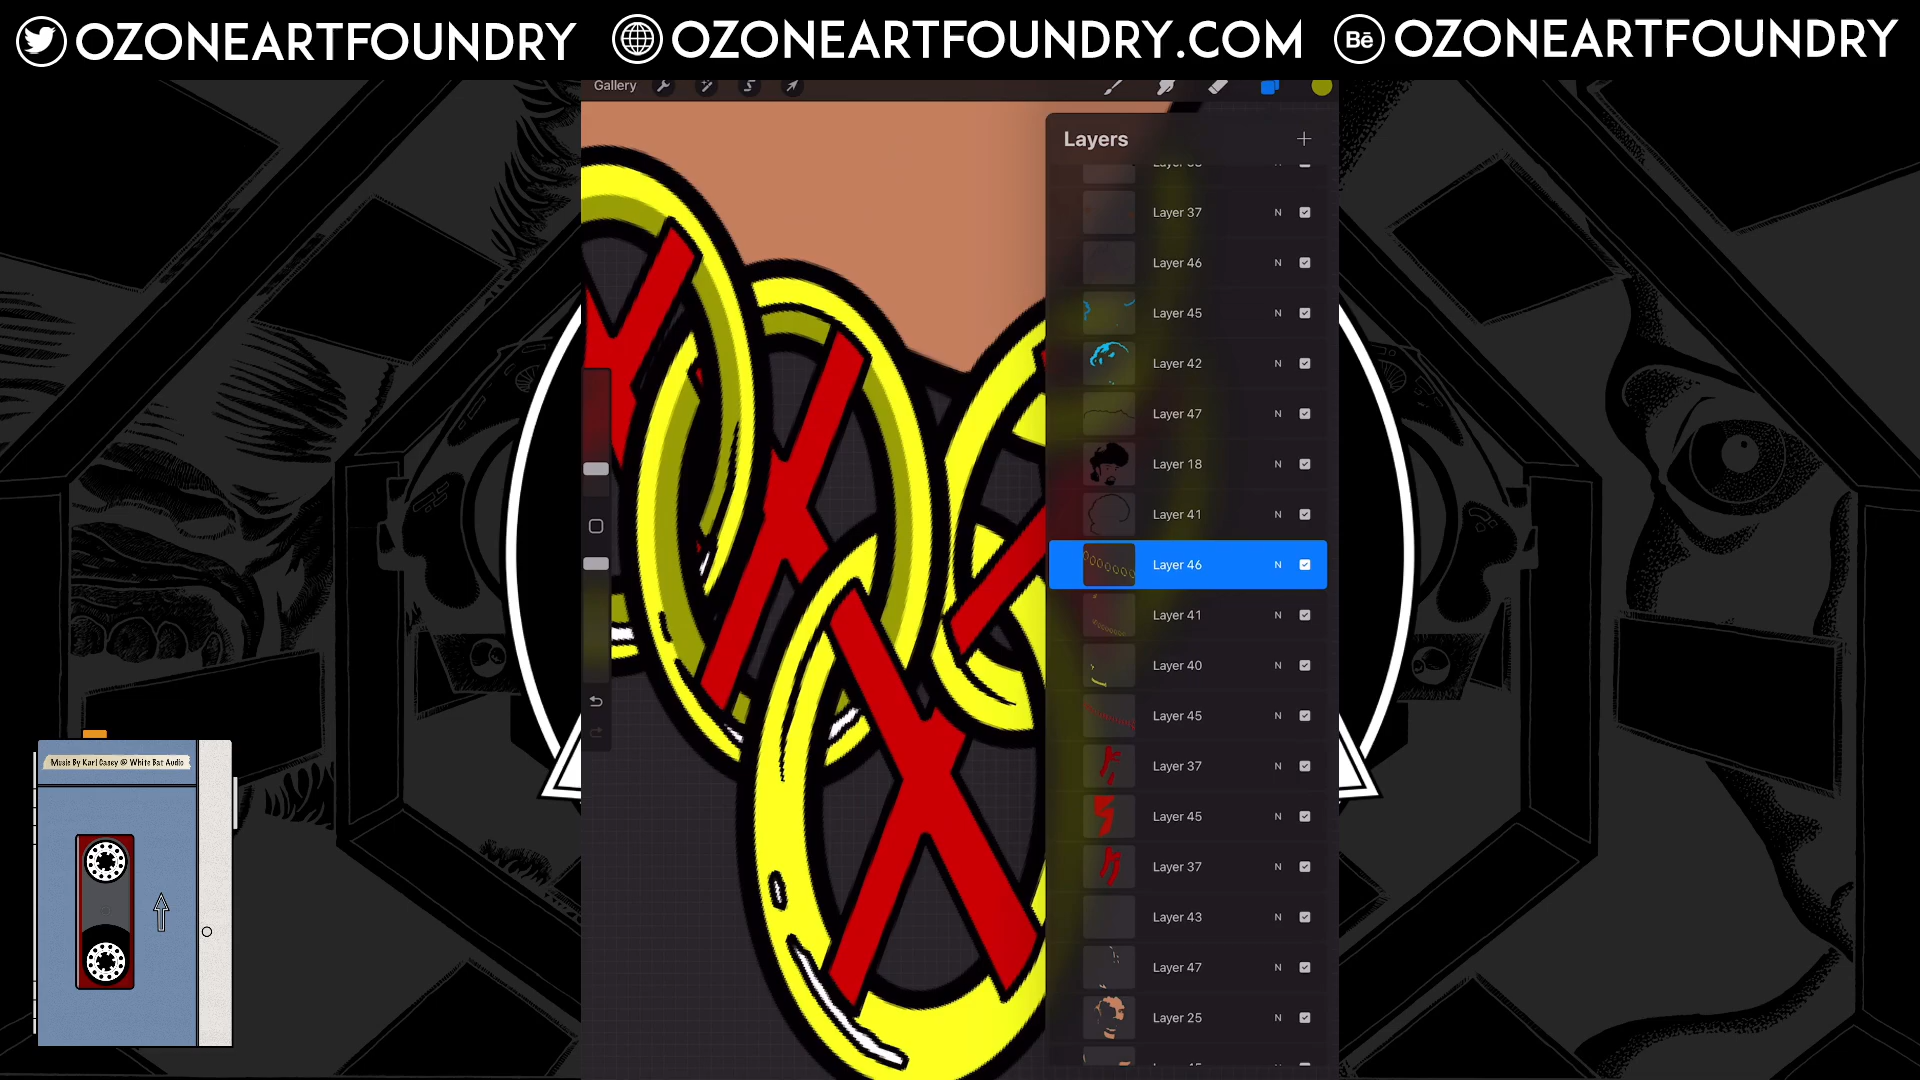 OZONEARTFOUNDRY
OZONEARTFOUNDRY.COM
Bē OZONEARTFOUNDRY
Gallery
Layers
Layer 37 N
Layer 46 N
Layer 45 N
Layer 42 N
Layer 47 N
Layer 18 N
Layer 41 N
Layer 46 N
Layer 41 N
Layer 40 N
Layer 45 N
Layer 37 N
Layer 45 N
Layer 37 N
Layer 43 N
Layer 47 N
Layer 25 N
Music By Karl Casey @ White Bat Audio